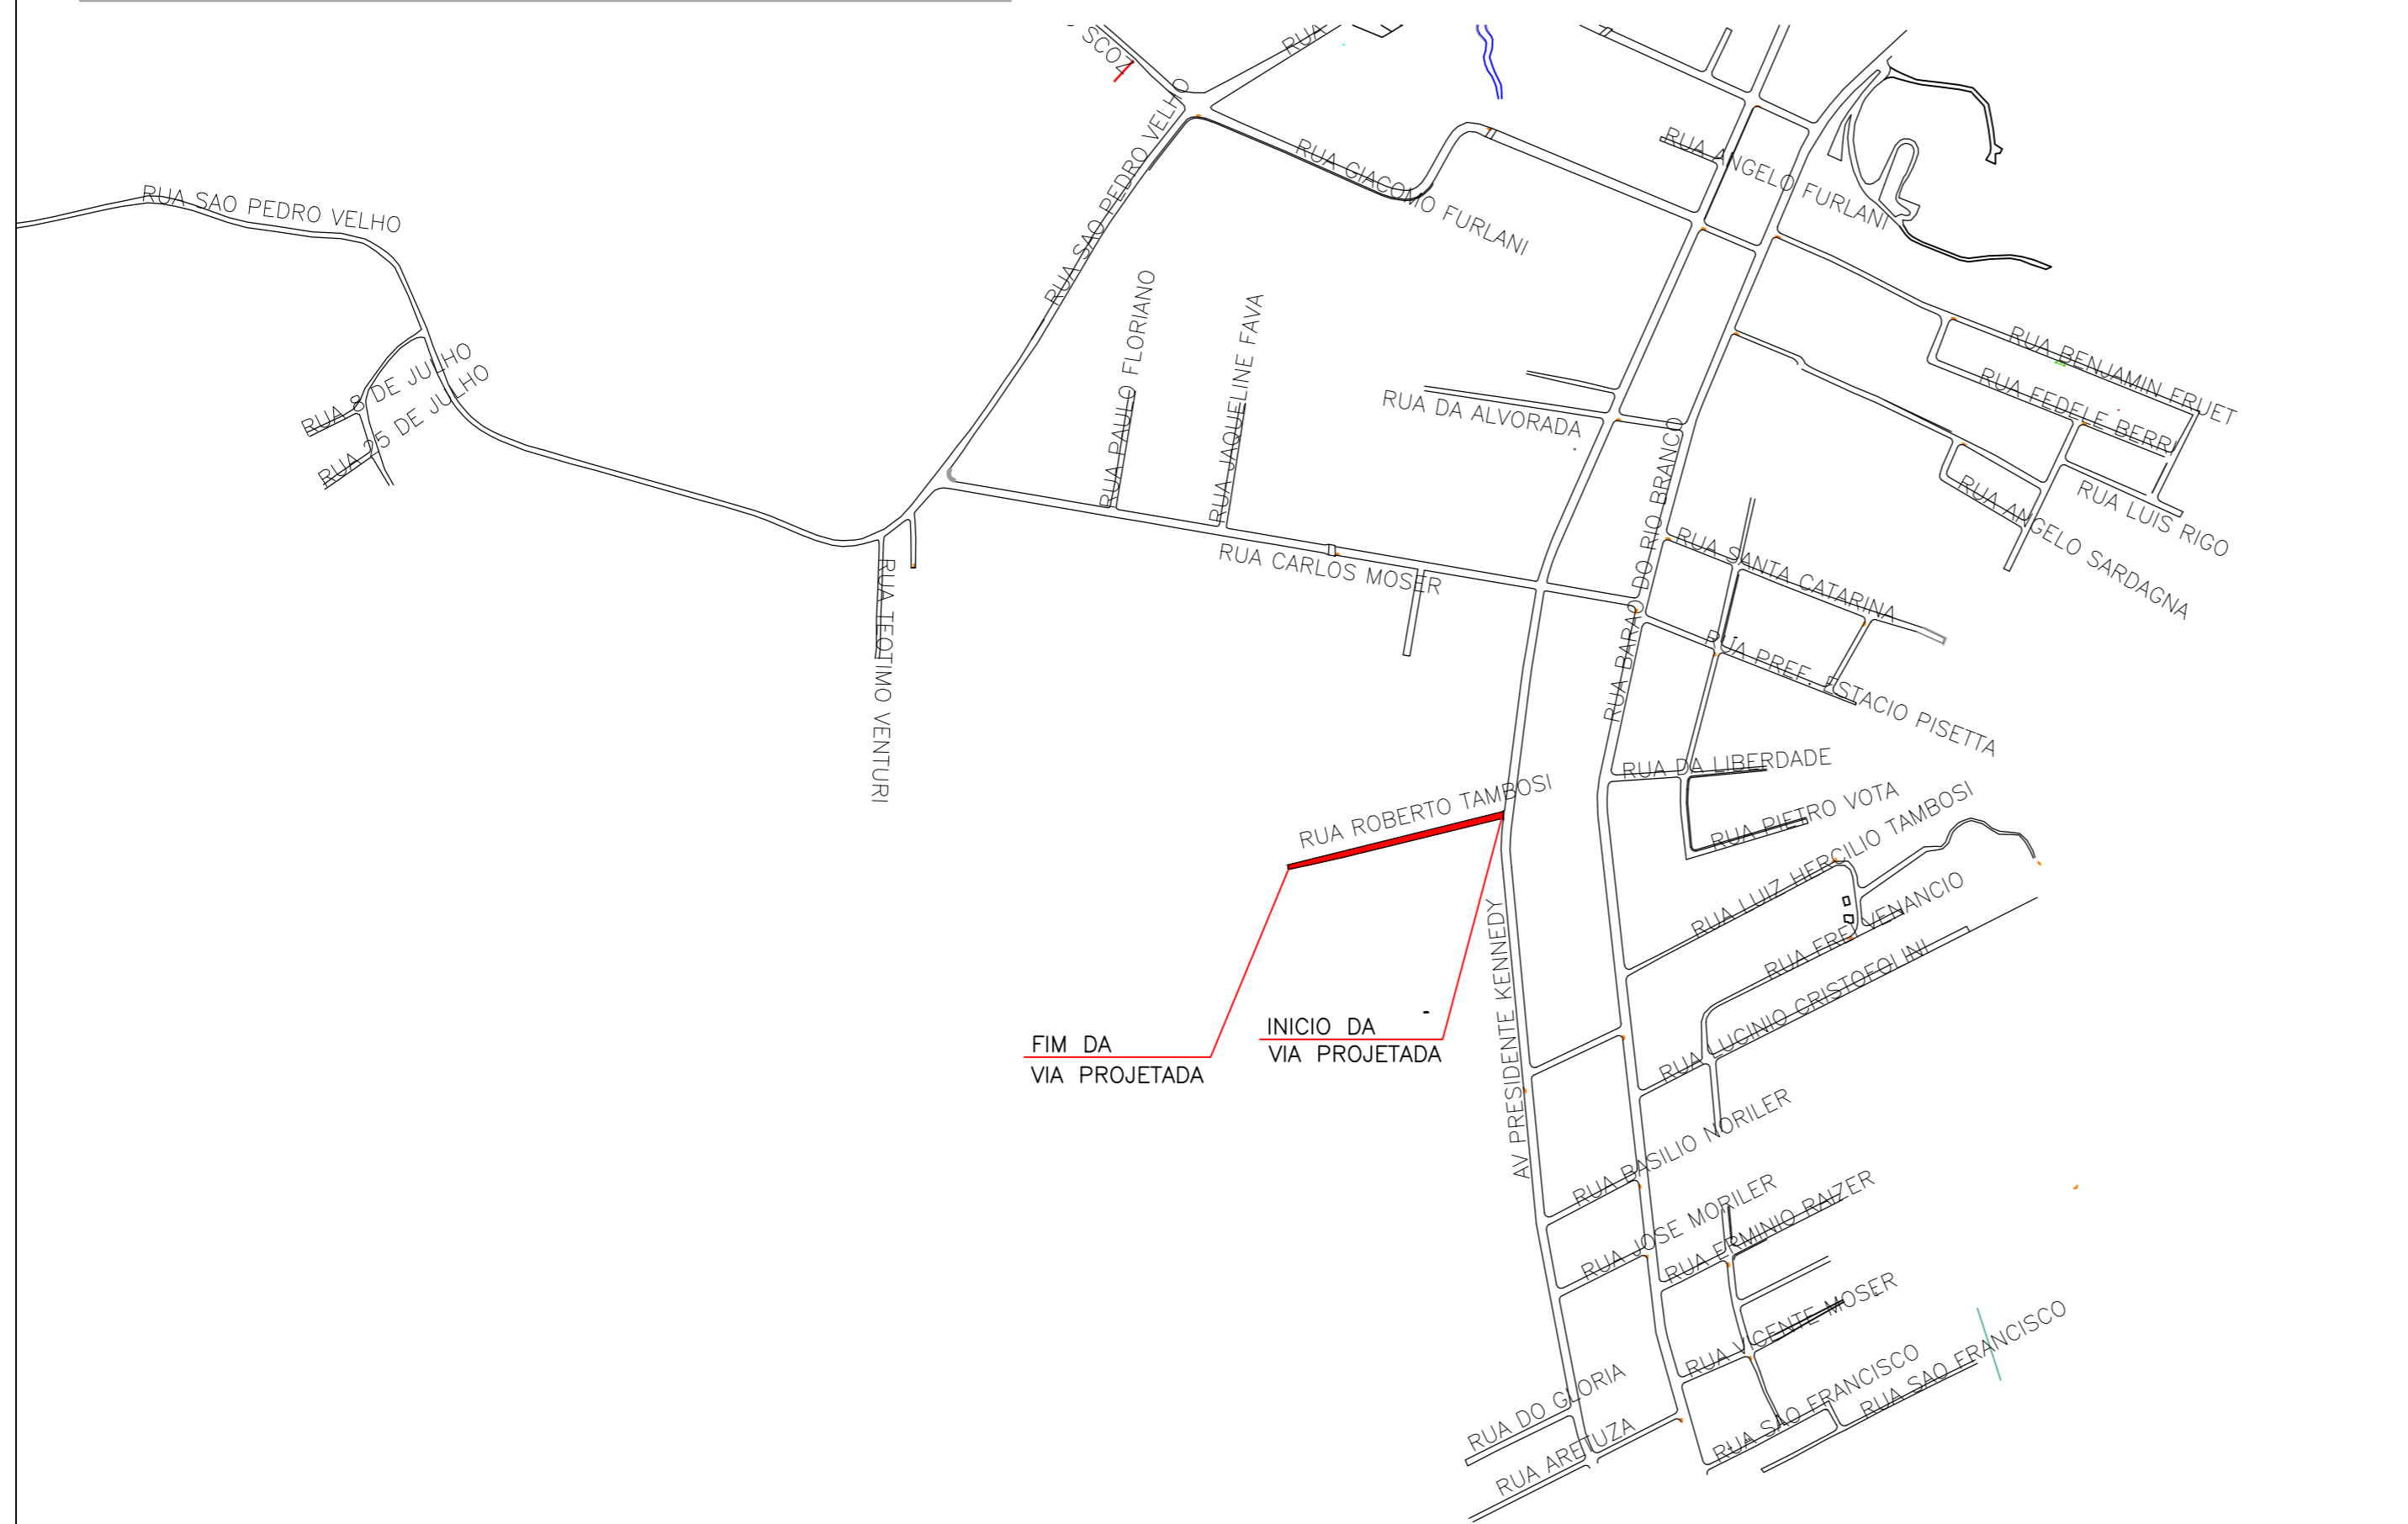 RUA
RUA SAO PEDRO VELHO
RUA SAO PEDRO VELHO
RUA GIACOMO FURLANI
RUA ANGELO FURLANI
RUA 8 DE JULHO
RUA 25 DE JULHO
RUA PAULO FLORIANO
RUA JAQUELINE FAVA
RUA DA ALVORADA
RUA BENJAMIN FRUET
RUA FEDELE BERRI
RUA LUIS RIGO
RUA ANGELO SARDAGNA
RUA CARLOS MOSER
RUA BARAO DO RIO BRANCO
RUA SANTA CATARINA
RUA PREF. ESTACIO PISETTA
RUA TEOTIMO VENTURI
RUA DA LIBERDADE
RUA ROBERTO TAMBOSI
RUA PIETRO VOTA
RUA LUIZ HERCILIO TAMBOSI
RUA FREI VENANCIO
RUA LUCINIO CRISTOFOLINI
AV PRESIDENTE KENNEDY
FIM DA
VIA PROJETADA
INICIO DA
VIA PROJETADA
RUA BASILIO NORILER
RUA JOSE MORILER
RUA ERMINIO RAIZER
RUA VICENTE MOSER
RUA DO GLORIA
RUA ARETUZA
RUA SAO FRANCISCO
RUA SAO FRANCISCO